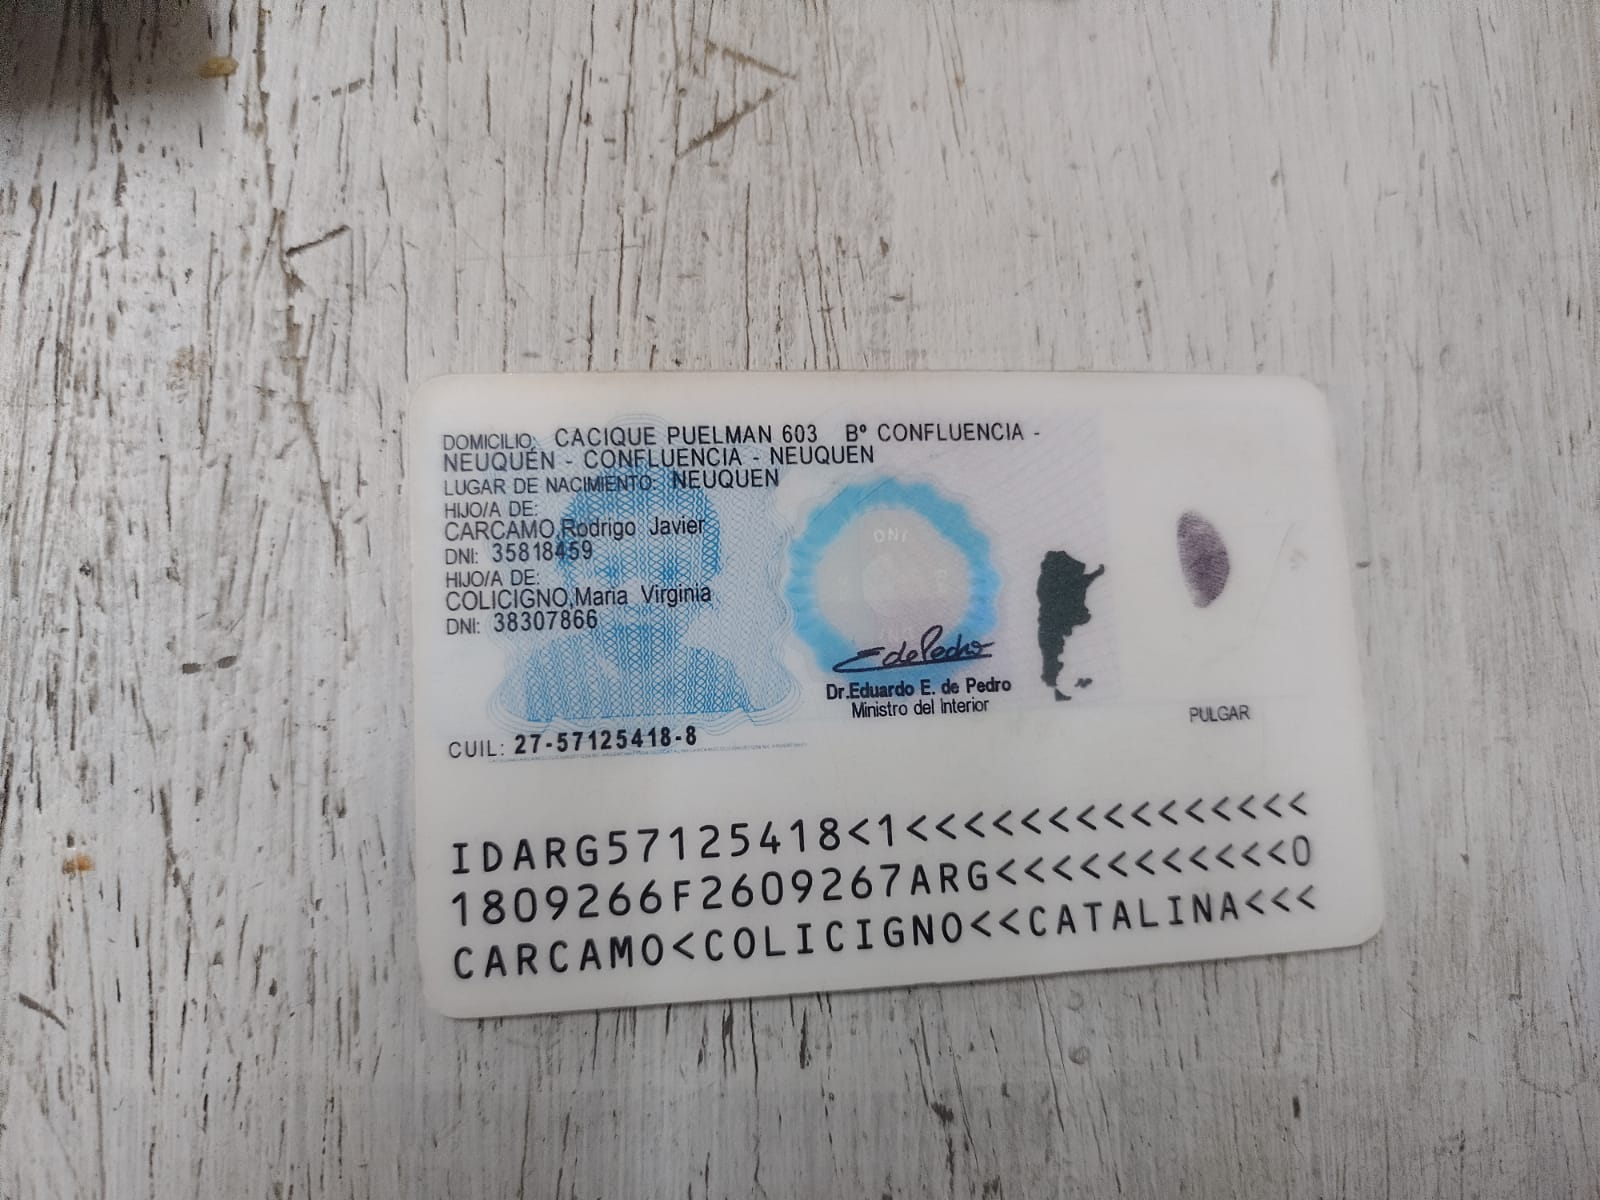 DOMICILIO: CACIQUE PUELMAN 603 Bº CONFLUENCIA -
NEUQUÉN - CONFLUENCIA - NEUQUEN
LUGAR DE NACIMIENTO: NEUQUEN
HIJO/A DE:
CARCAMO,Rodrigo Javier
DNI: 35818459
HIJO/A DE:
COLICIGNO,Maria Virginia
DNI: 38307866
DNI
E de Pedro
Dr.Eduardo E. de Pedro
Ministro del Interior
PULGAR
CUIL: 27-57125418-8
IDARG57125418<1<<<<<<<<<<<<<<<
1809266F2609267ARG<<<<<<<<<<<0
CARCAMO<COLICIGNO<<CATALINA<<<